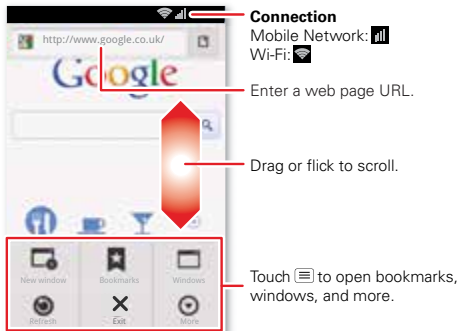 Connection
Mobile Network:
Wi-Fi:
http://www.google.co.uk/
Enter a web page URL.
Google
Drag or flick to scroll.
New window
Bookmarks
Windows
Refresh
Exit
More
Touch to open bookmarks,
windows, and more.